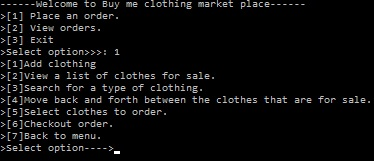 ------Welcome to Buy me clothing market place------
>[1] Place an order.
>[2] View orders.
>[3] Exit
>Select option>>>: 1
>[1]Add clothing
>[2]View a list of clothes for sale.
>[3]Search for a type of clothing.
>[4]Move back and forth between the clothes that are for sale.
>[5]Select clothes to order.
>[6]Checkout order.
>[7]Back to menu.
>Select option---->_